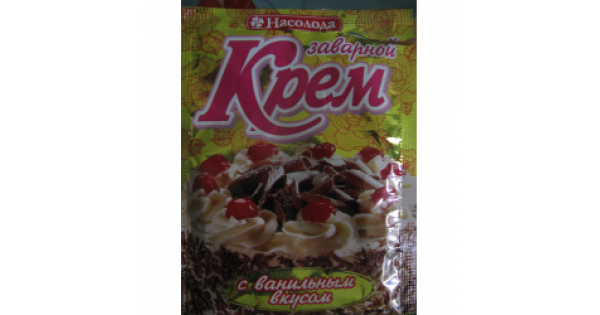 Насолода
заварной
Крем
с ванильным
вкусом